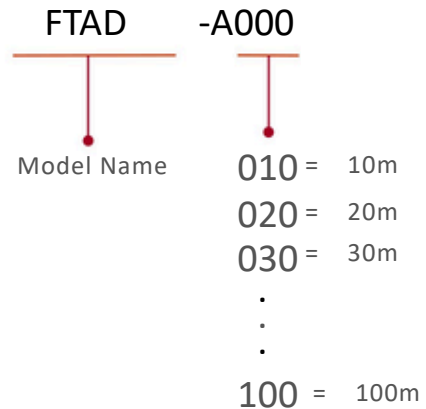 FTAD -A000
Model Name 010 = 10m
020 = 20m
030 = 30m
.
.
.
100 = 100m